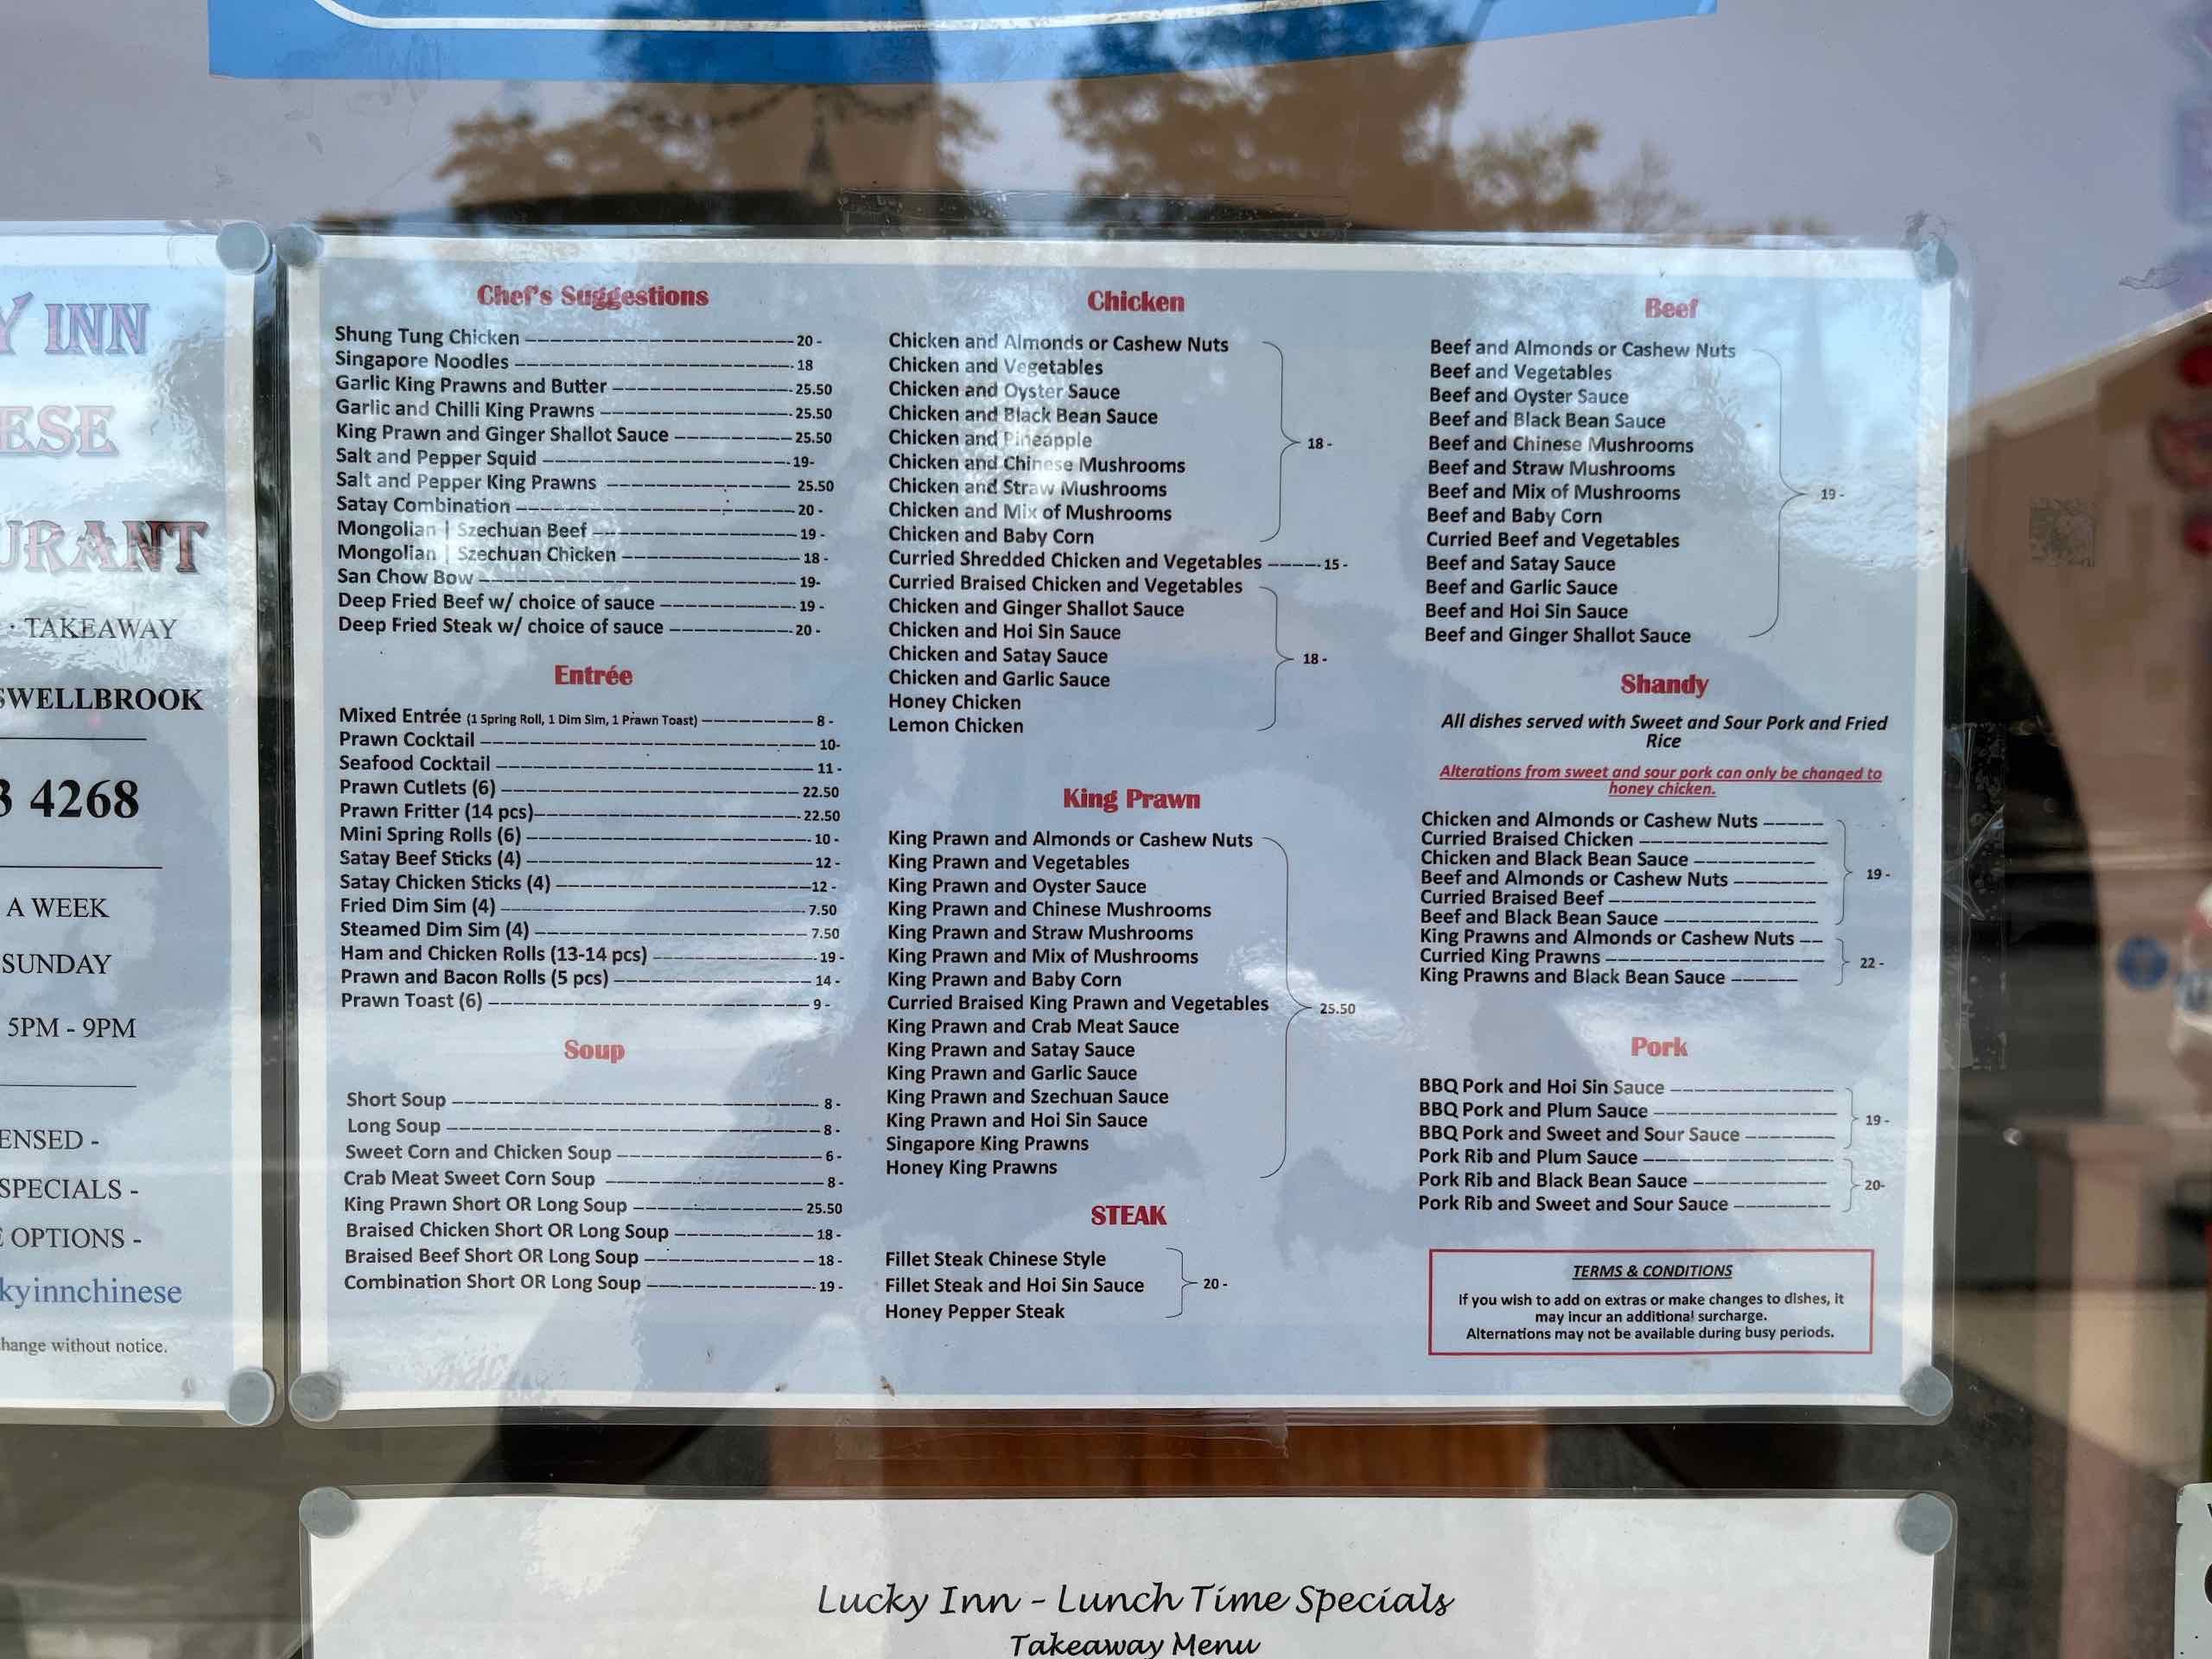 Y INN
ESE
URANT
· TAKEAWAY
SWELLBROOK
3 4268
A WEEK
SUNDAY
5PM - 9PM
ENSED -
SPECIALS -
E OPTIONS -
kyinnchinese
hange without notice.
Chef's Suggestions
Shung Tung Chicken 20 -
Singapore Noodles 18
Garlic King Prawns and Butter 25.50
Garlic and Chilli King Prawns 25.50
King Prawn and Ginger Shallot Sauce 25.50
Salt and Pepper Squid 19-
Salt and Pepper King Prawns 25.50
Satay Combination 20 -
Mongolian | Szechuan Beef 19 -
Mongolian | Szechuan Chicken 18 -
San Chow Bow 19-
Deep Fried Beef w/ choice of sauce 19 -
Deep Fried Steak w/ choice of sauce 20 -
Entrée
Mixed Entrée (1 Spring Roll, 1 Dim Sim, 1 Prawn Toast) 8 -
Prawn Cocktail 10-
Seafood Cocktail 11 -
Prawn Cutlets (6) 22.50
Prawn Fritter (14 pcs) 22.50
Mini Spring Rolls (6) 10 -
Satay Beef Sticks (4) 12 -
Satay Chicken Sticks (4) 12 -
Fried Dim Sim (4) 7.50
Steamed Dim Sim (4) 7.50
Ham and Chicken Rolls (13-14 pcs) 19 -
Prawn and Bacon Rolls (5 pcs) 14 -
Prawn Toast (6) 9 -
Soup
Short Soup 8 -
Long Soup 8 -
Sweet Corn and Chicken Soup 6 -
Crab Meat Sweet Corn Soup 8 -
King Prawn Short OR Long Soup 25.50
Braised Chicken Short OR Long Soup 18 -
Braised Beef Short OR Long Soup 18 -
Combination Short OR Long Soup 19 -
Chicken
Chicken and Almonds or Cashew Nuts
Chicken and Vegetables
Chicken and Oyster Sauce
Chicken and Black Bean Sauce
Chicken and Pineapple 18 -
Chicken and Chinese Mushrooms
Chicken and Straw Mushrooms
Chicken and Mix of Mushrooms
Chicken and Baby Corn
Curried Shredded Chicken and Vegetables 15 -
Curried Braised Chicken and Vegetables
Chicken and Ginger Shallot Sauce
Chicken and Hoi Sin Sauce
Chicken and Satay Sauce 18 -
Chicken and Garlic Sauce
Honey Chicken
Lemon Chicken
King Prawn
King Prawn and Almonds or Cashew Nuts
King Prawn and Vegetables
King Prawn and Oyster Sauce
King Prawn and Chinese Mushrooms
King Prawn and Straw Mushrooms
King Prawn and Mix of Mushrooms
King Prawn and Baby Corn
Curried Braised King Prawn and Vegetables 25.50
King Prawn and Crab Meat Sauce
King Prawn and Satay Sauce
King Prawn and Garlic Sauce
King Prawn and Szechuan Sauce
King Prawn and Hoi Sin Sauce
Singapore King Prawns
Honey King Prawns
STEAK
Fillet Steak Chinese Style
Fillet Steak and Hoi Sin Sauce 20 -
Honey Pepper Steak
Beef
Beef and Almonds or Cashew Nuts
Beef and Vegetables
Beef and Oyster Sauce
Beef and Black Bean Sauce
Beef and Chinese Mushrooms
Beef and Straw Mushrooms
Beef and Mix of Mushrooms 19 -
Beef and Baby Corn
Curried Beef and Vegetables
Beef and Satay Sauce
Beef and Garlic Sauce
Beef and Hoi Sin Sauce
Beef and Ginger Shallot Sauce
Shandy
All dishes served with Sweet and Sour Pork and Fried
Rice
Alterations from sweet and sour pork can only be changed to
honey chicken.
Chicken and Almonds or Cashew Nuts
Curried Braised Chicken
Chicken and Black Bean Sauce 19 -
Beef and Almonds or Cashew Nuts
Curried Braised Beef
Beef and Black Bean Sauce
King Prawns and Almonds or Cashew Nuts
Curried King Prawns 22 -
King Prawns and Black Bean Sauce
Pork
BBQ Pork and Hoi Sin Sauce
BBQ Pork and Plum Sauce 19 -
BBQ Pork and Sweet and Sour Sauce
Pork Rib and Plum Sauce
Pork Rib and Black Bean Sauce 20-
Pork Rib and Sweet and Sour Sauce
TERMS & CONDITIONS
If you wish to add on extras or make changes to dishes, it
may incur an additional surcharge.
Alternations may not be available during busy periods.
Lucky Inn - Lunch Time Specials
Takeaway Menu